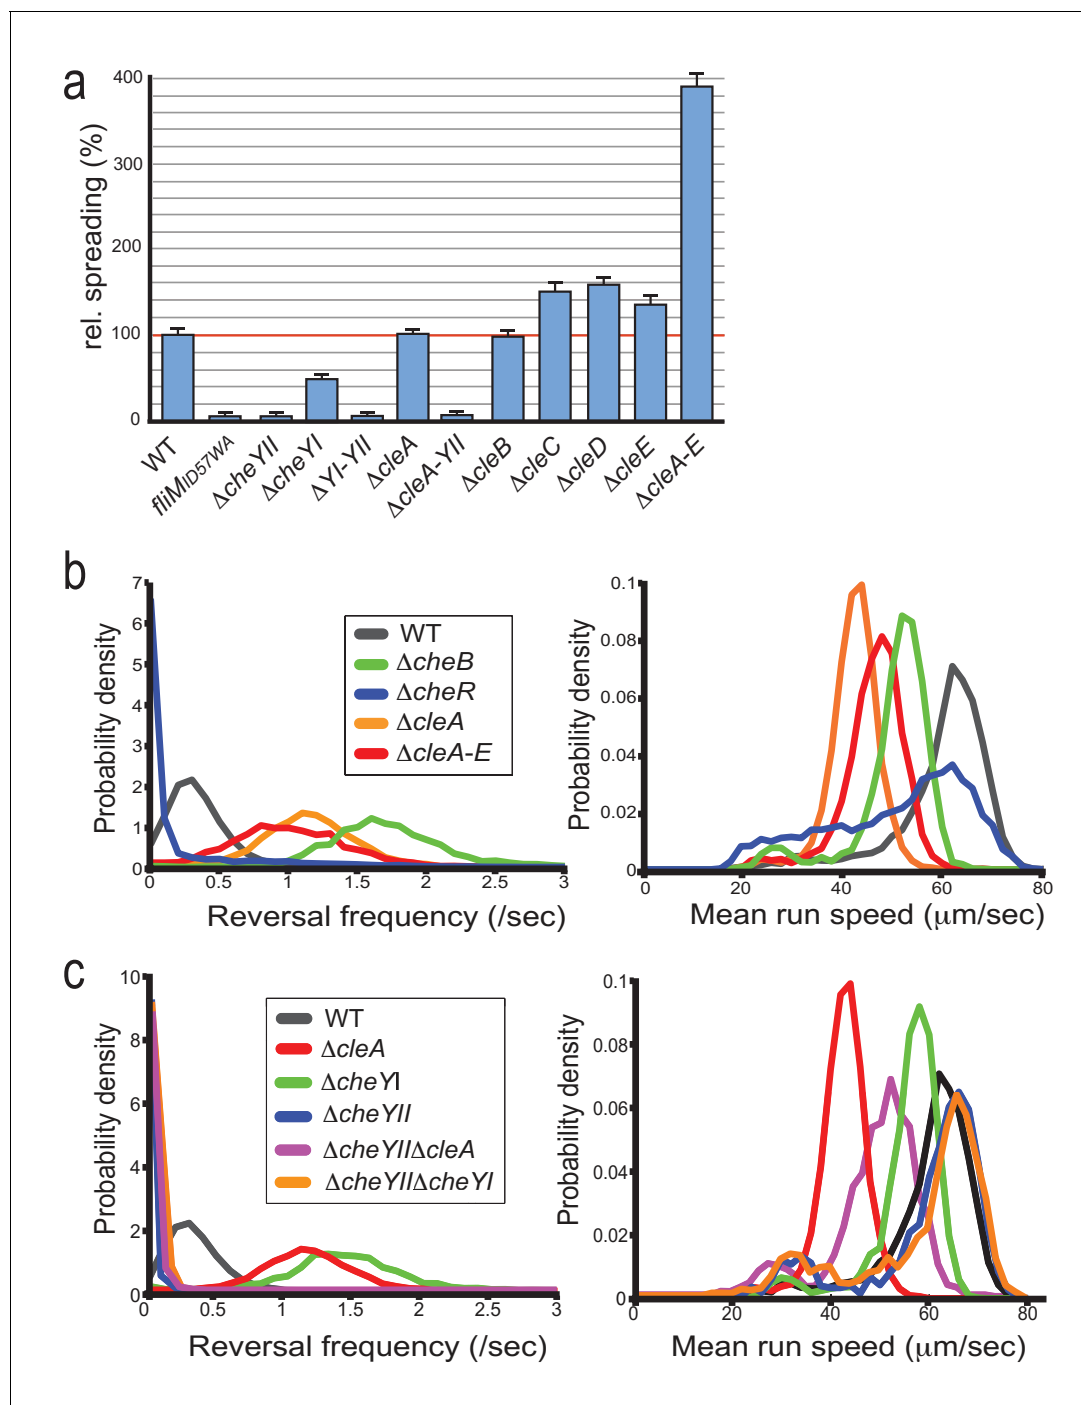 a
rel. spreading (%)
400
300
200
100
0
WT
fliMID57WA
ΔcheYII
ΔcheYI
ΔYI-YII
ΔcleA
ΔcleA-YII
ΔcleB
ΔcleC
ΔcleD
ΔcleE
ΔcleA-E
b
Probability density
7
6
5
4
3
2
1
0
0 0.5 1 1.5 2 2.5 3
Reversal frequency (/sec)
WT
ΔcheB
ΔcheR
ΔcleA
ΔcleA-E
Probability density
0.1
0.08
0.06
0.04
0.02
0
0 20 40 60 80
Mean run speed (μm/sec)
c
Probability density
10
8
6
4
2
0
0 0.5 1 1.5 2 2.5 3
Reversal frequency (/sec)
WT
ΔcleA
ΔcheYI
ΔcheYII
ΔcheYIIΔcleA
ΔcheYIIΔcheYI
Probability density
0.1
0.08
0.06
0.04
0.02
0
0 20 40 60 80
Mean run speed (μm/sec)